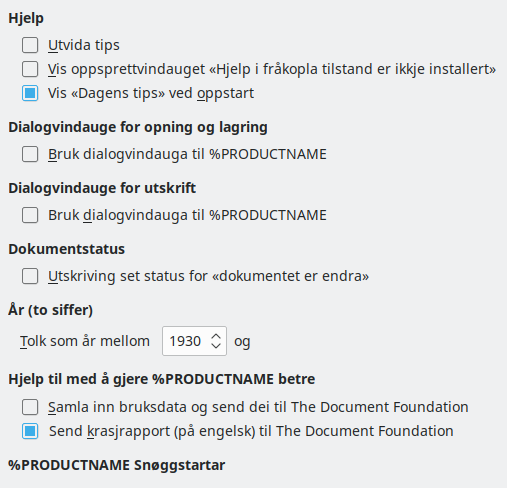 Hjelp
Utvida tips
Vis oppsprettvindauget «Hjelp i fråkopla tilstand er ikkje installert»
Vis «Dagens tips» ved oppstart
Dialogvindauge for opning og lagring
Bruk dialogvindauga til %PRODUCTNAME
Dialogvindauge for utskrift
Bruk dialogvindauga til %PRODUCTNAME
Dokumentstatus
Utskriving set status for «dokumentet er endra»
År (to siffer)
Tolk som år mellom 1930 og
Hjelp til med å gjere %PRODUCTNAME betre
Samla inn bruksdata og send dei til The Document Foundation
Send krasjrapport (på engelsk) til The Document Foundation
%PRODUCTNAME Snøggstartar